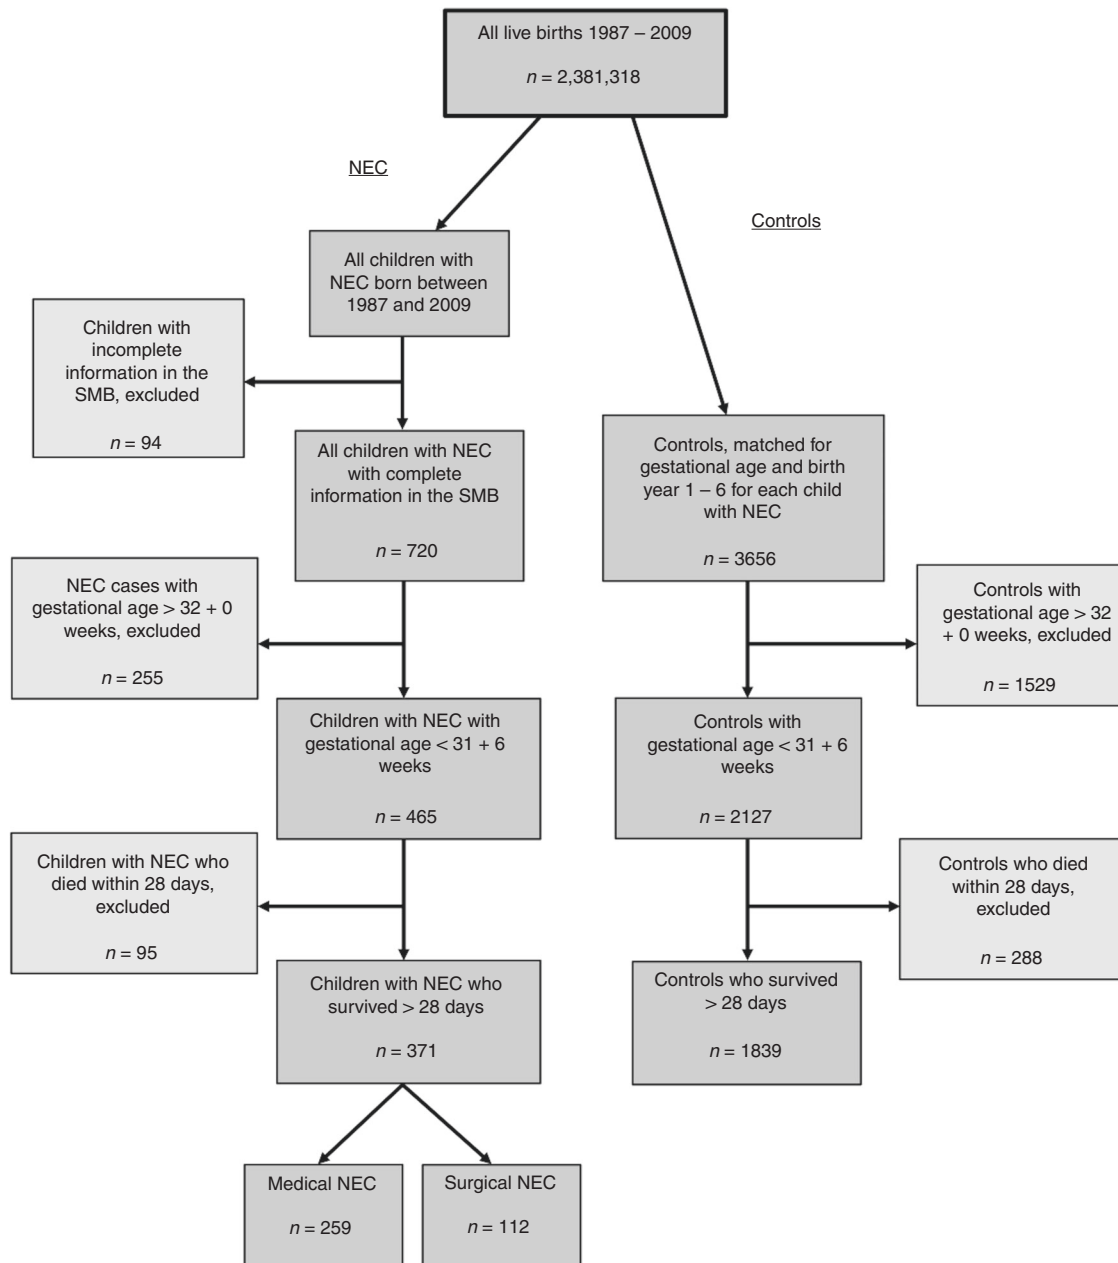 All live births 1987 – 2009
n = 2,381,318
NEC
Controls
All children with
NEC born between
1987 and 2009
Children with
incomplete
information in the
SMB, excluded
n = 94
All children with NEC
with complete
information in the SMB
n = 720
Controls, matched for
gestational age and birth
year 1 – 6 for each child
with NEC
n = 3656
NEC cases with
gestational age > 32 + 0
weeks, excluded
n = 255
Controls with
gestational age > 32
+ 0 weeks, excluded
n = 1529
Children with NEC with
gestational age < 31 + 6
weeks
n = 465
Controls with
gestational age < 31 + 6
weeks
n = 2127
Children with NEC who
died within 28 days,
excluded
n = 95
Controls who died
within 28 days,
excluded
n = 288
Children with NEC who
survived > 28 days
n = 371
Controls who survived
> 28 days
n = 1839
Medical NEC
n = 259
Surgical NEC
n = 112